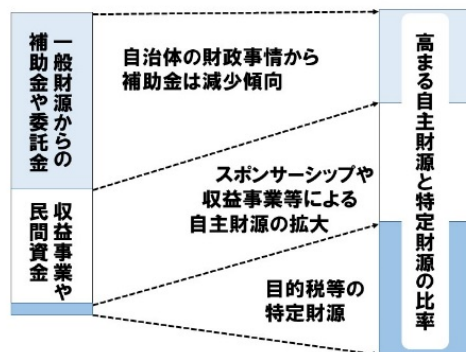 一般財源からの
補助金や委託金
収益事業や
民間資金
自治体の財政事情から
補助金は減少傾向
スポンサーシップや
収益事業等による
自主財源の拡大
目的税等の
特定財源
高まる自主財源と特定財源の比率